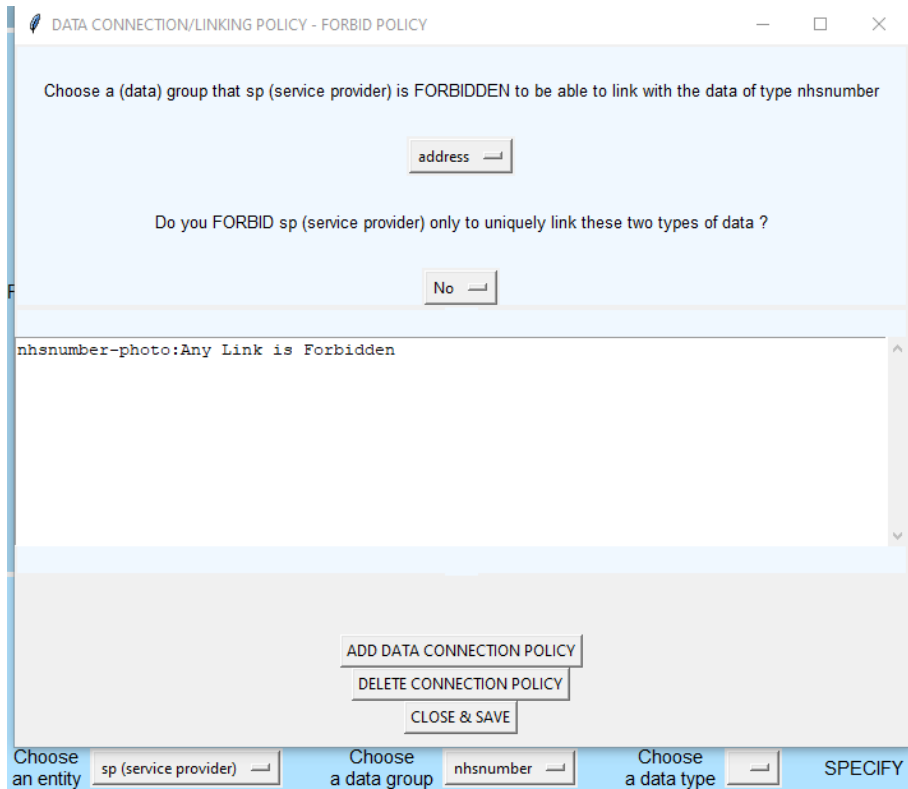 DATA CONNECTION/LINKING POLICY - FORBID POLICY
Choose a (data) group that sp (service provider) is FORBIDDEN to be able to link with the data of type nhsnumber
address
Do you FORBID sp (service provider) only to uniquely link these two types of data ?
No
nhsnumber-photo:Any Link is Forbidden
ADD DATA CONNECTION POLICY
DELETE CONNECTION POLICY
CLOSE & SAVE
Choose
an entity
sp (service provider)
Choose
a data group
nhsnumber
Choose
a data type
SPECIFY